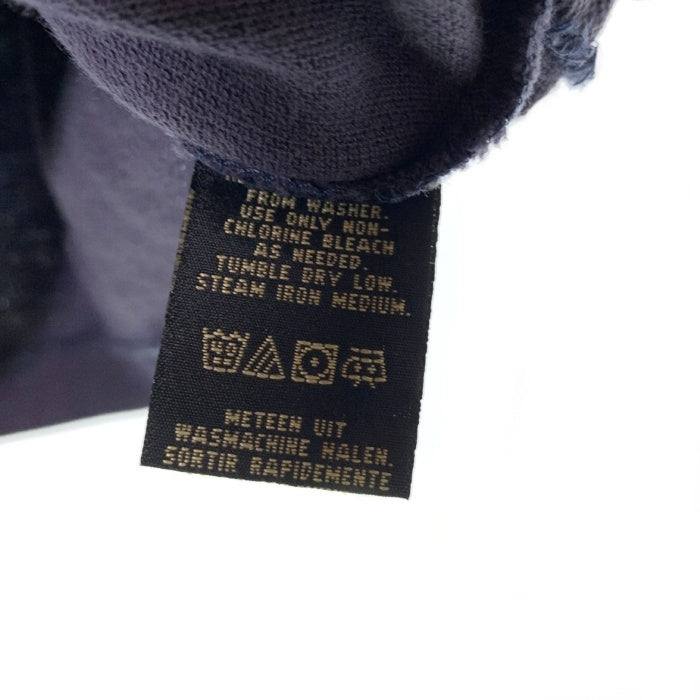 FROM WASHER.
USE ONLY NON-
CHLORINE BLEACH
AS NEEDED.
TUMBLE DRY LOW.
STEAM IRON MEDIUM.
40
METEEN UIT
WASMACHINE HALEN.
SORTIR RAPIDEMENTE